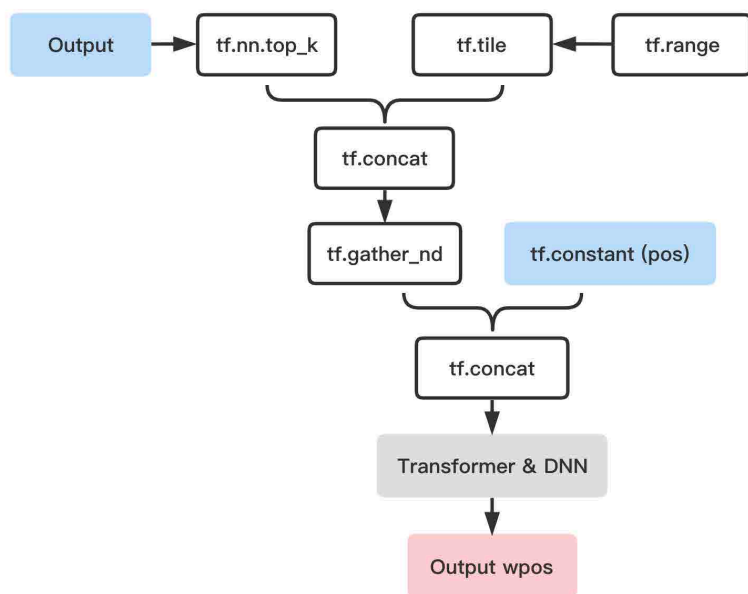 Output
tf.nn.top_k
tf.tile
tf.range
tf.concat
tf.gather_nd
tf.constant (pos)
tf.concat
Transformer & DNN
Output wpos